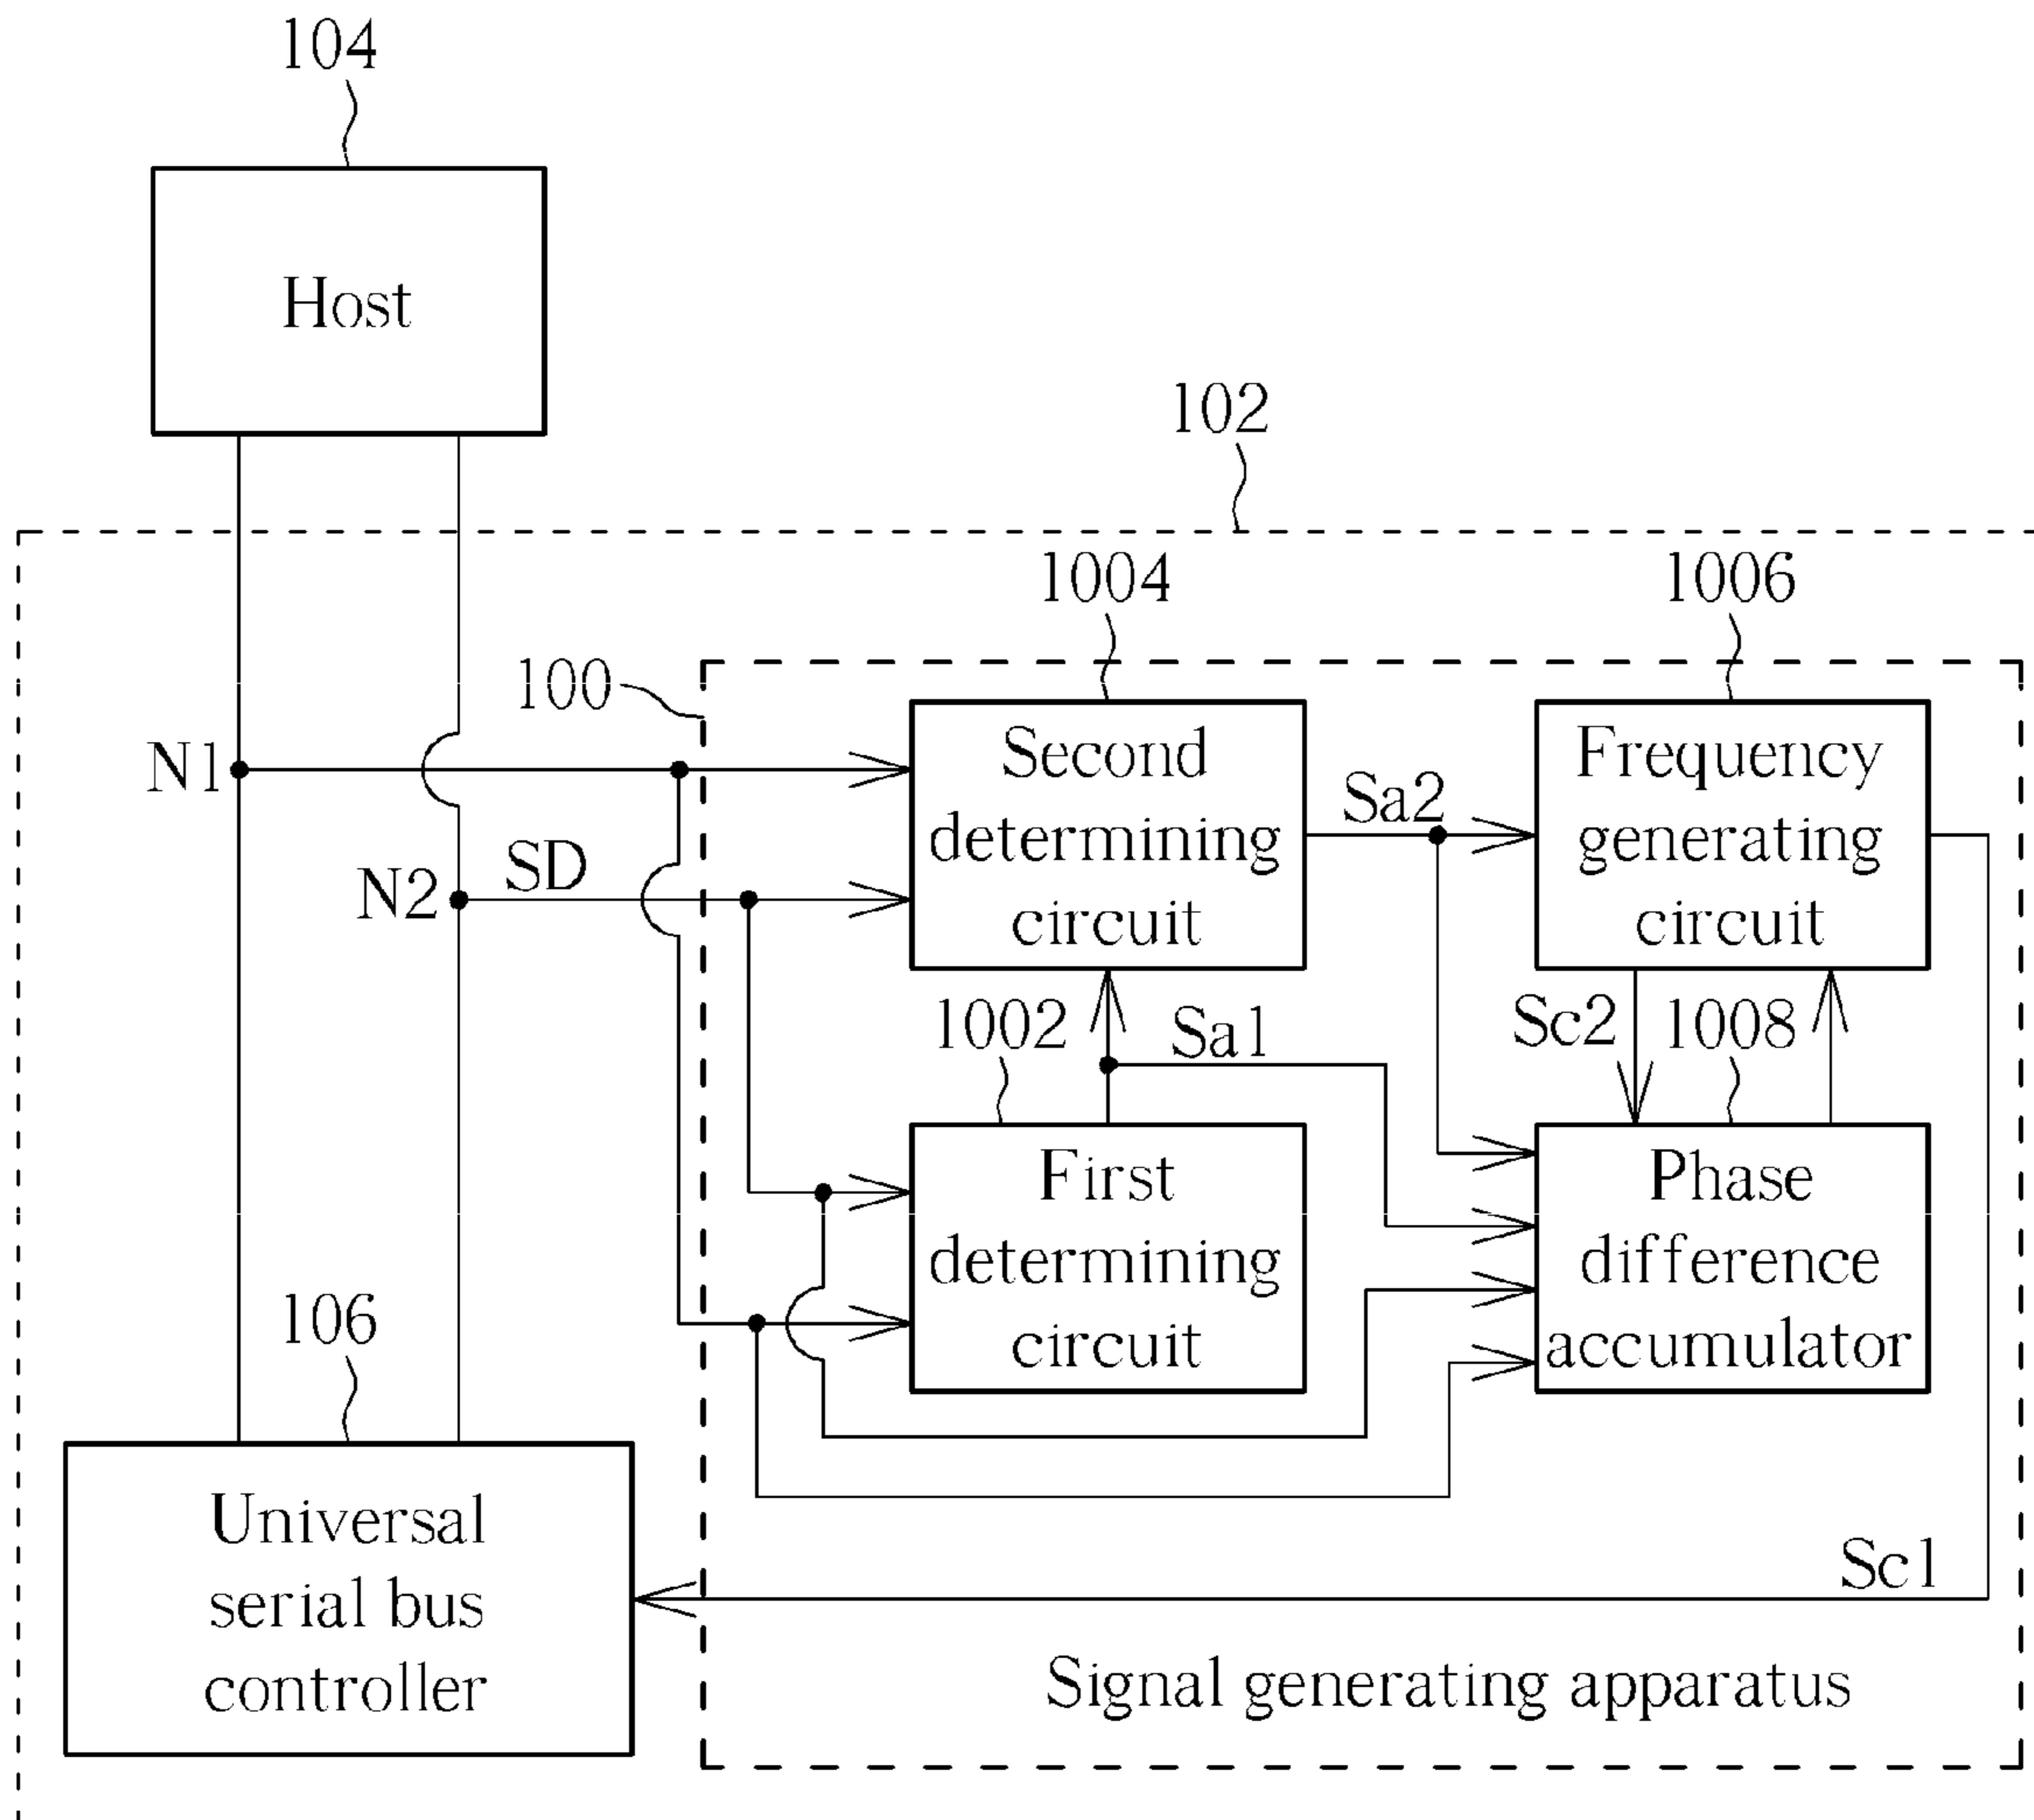 104
Host
102
1004
1006
100
N1
Second
determining
circuit
Sa2
Frequency
generating
circuit
N2
SD
1002
Sa1
Sc2
1008
First
determining
circuit
Phase
difference
accumulator
106
Universal
serial bus
controller
Sc1
Signal generating apparatus